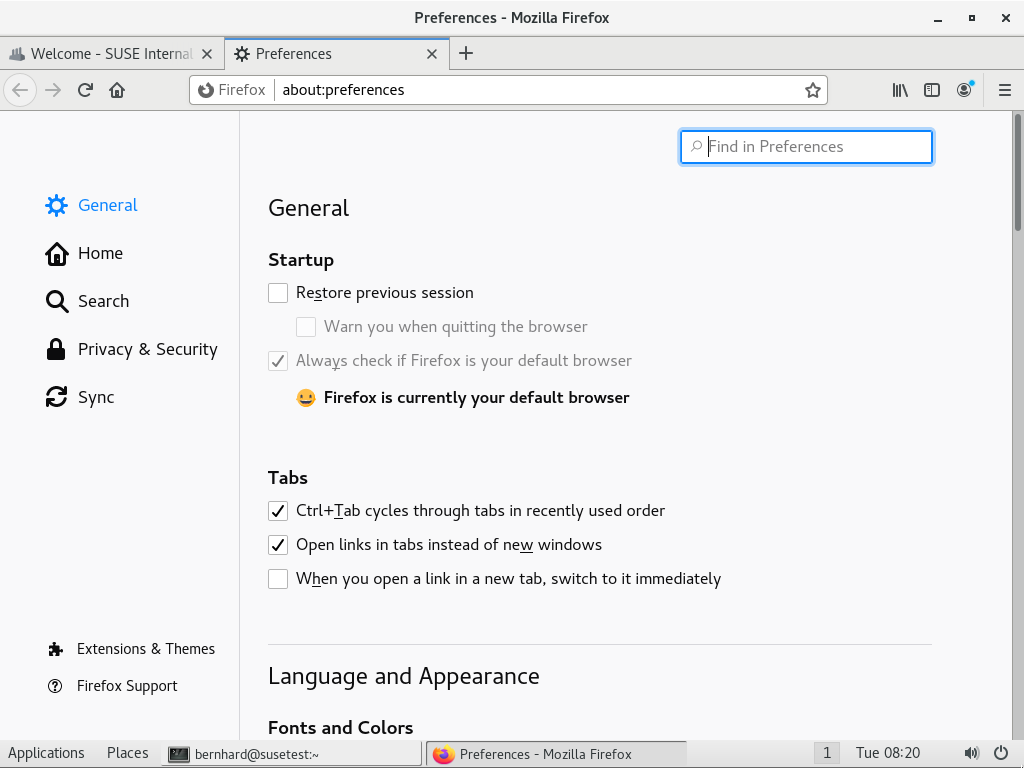 Preferences - Mozilla Firefox
Welcome - SUSE Internal
Preferences
Firefox
about:preferences
Find in Preferences
General
Home
Search
Privacy & Security
Sync
Extensions & Themes
Firefox Support
General
Startup
Restore previous session
Warn you when quitting the browser
Always check if Firefox is your default browser
Firefox is currently your default browser
Tabs
Ctrl+Tab cycles through tabs in recently used order
Open links in tabs instead of new windows
When you open a link in a new tab, switch to it immediately
Language and Appearance
Fonts and Colors
Applications
Places
bernhard@susetest:~
Preferences - Mozilla Firefox
1
Tue 08:20